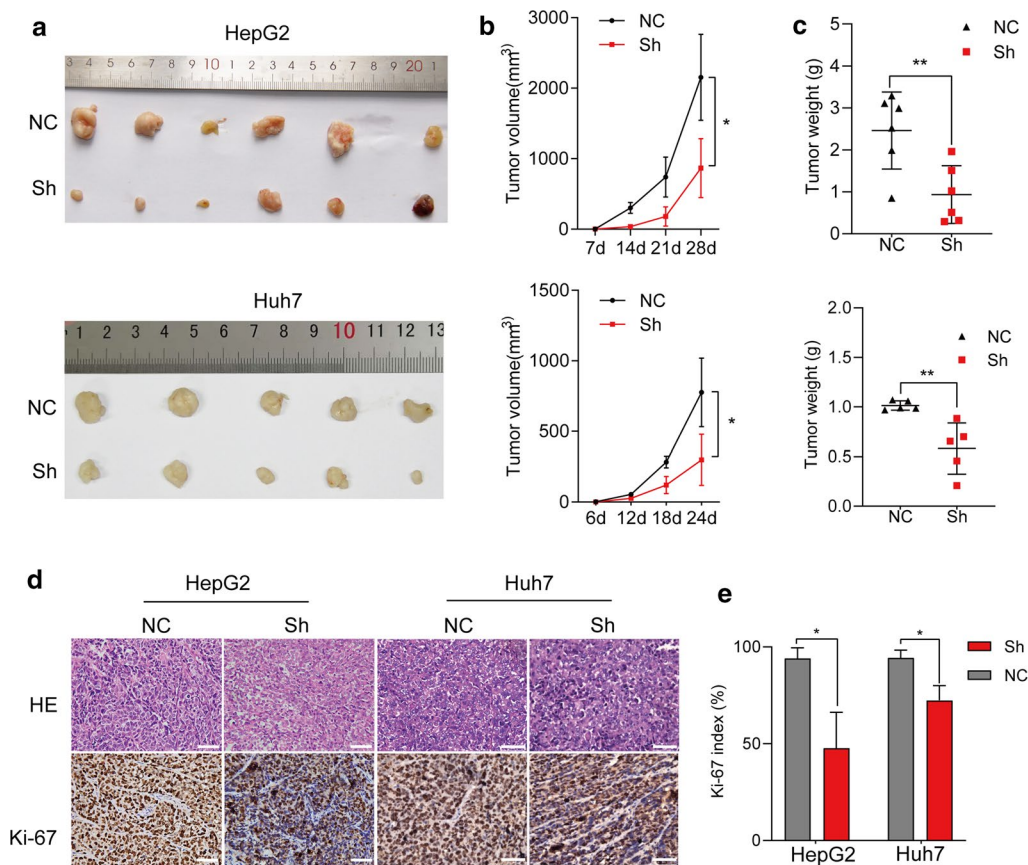 a
HepG2
3 4 1 2 3 4 6 7 8 9 10 1 2 3 4 6 7 8 9 20 1
NC
Sh
Huh7
1 2 3 4 5 6 7 8 9 10 11 12 13
NC
Sh
b
Tumor volume(mm³)
3000
2000
1000
0
7d 14d 21d 28d
NC
Sh
*
Tumor volume(mm³)
1500
1000
500
0
6d 12d 18d 24d
NC
Sh
*
c
Tumor weight (g)
5
4
3
2
1
0
NC Sh
NC
Sh
**
Tumor weight (g)
2.0
1.5
1.0
0.5
0.0
NC Sh
NC
Sh
**
d
HepG2 Huh7
NC Sh NC Sh
HE
Ki-67
e
Ki-67 index (%)
100
50
0
* *
HepG2 Huh7
Sh
NC